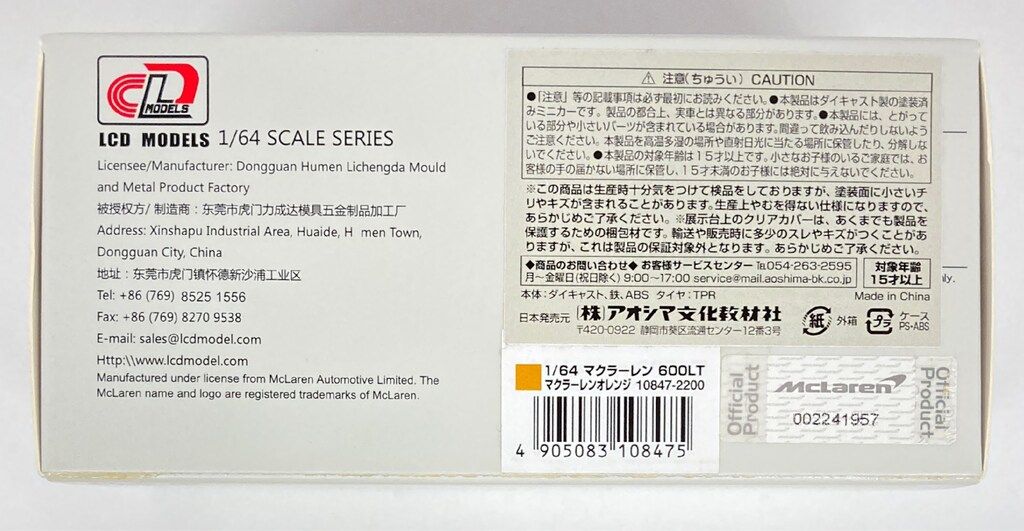 LCD MODELS
LCD MODELS 1/64 SCALE SERIES
Licensee/Manufacturer: Dongguan Humen Lichengda Mould
and Metal Product Factory
被授权方/ 制造商：东莞市虎门力成达模具五金制品加工厂
Address: Xinshapu Industrial Area, Huaide, H men Town,
Dongguan City, China
地址：东莞市虎门镇怀德新沙浦工业区
Tel: +86 (769) 8525 1556
Fax: +86 (769) 8270 9538
E-mail: sales@lcdmodel.com
Http:\\www.lcdmodel.com
Manufactured under license from McLaren Automotive Limited. The
McLaren name and logo are registered trademarks of McLaren.
⚠ 注意(ちゅうい) CAUTION
●「注意」等の記載事項は必ず最初にお読みください。●本製品はダイキャスト製の塗装済
みミニカーです。製品の都合上、実車とは異なる部分があります。●本製品には、とがって
いる部分や小さいパーツが含まれている場合があります。間違って飲み込んだりしないよう
ご注意ください。本製品を高温多湿の場所や直射日光に当たる場所に保管したり、分解しな
いでください。●本製品の対象年齢は15才以上です。小さなお子様のいるご家庭では、お
客様の手の届かない場所に保管し、15才未満のお子様には絶対に与えないでください。
※この商品は生産時十分気をつけて検品をしておりますが、塗装面に小さいチ
リやキズが含まれることがあります。生産上やむを得ない仕様になりますので、
あらかじめご了承ください。※展示台上のクリアカバーは、あくまでも製品を
保護するための梱包材です。輸送や販売時に多少のスレやキズがつくことがあ
りますが、これは製品の保証対象外となります。あらかじめご了承ください。
◆商品のお問い合わせ◆ お客様サービスセンター ℡054-263-2595
月～金曜日(祝日除く) 9:00～17:00 service@mail.aoshima-bk.co.jp
対象年齢
15才以上
本体：ダイキャスト、鉄、ABS タイヤ：TPR
Made in China
日本発売元 (株)アオシマ文化教材社
〒420-0922 静岡市葵区流通センター12番3号
紙 外箱
プラ ケース
PS・ABS
ly.
1/64 マクラーレン 600LT
マクラーレンオレンジ 10847-2200
4 905083 108475
Official
Product
McLaren
002241957
Official
Product